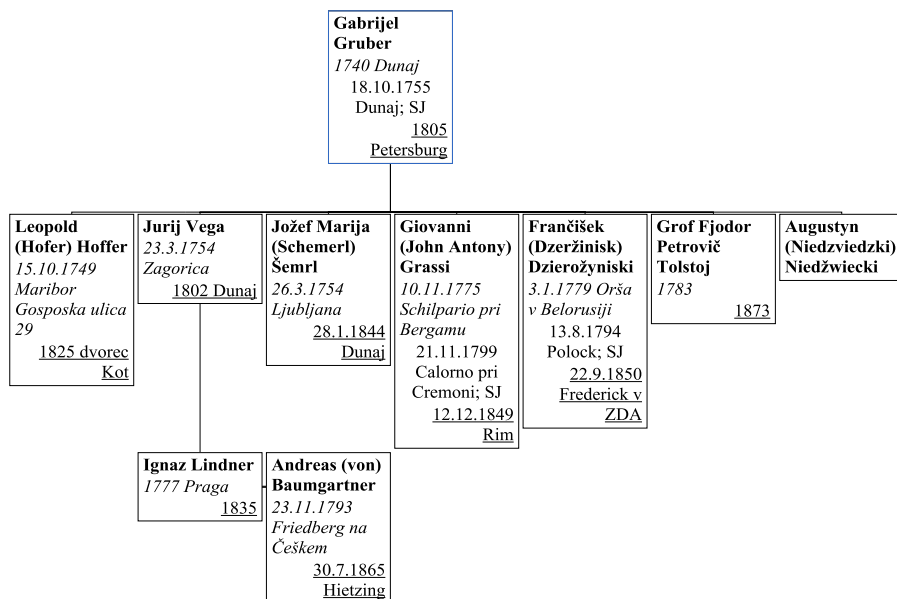 Gabrijel
Gruber
1740 Dunaj
18.10.1755
Dunaj; SJ
1805
Petersburg
Leopold
(Hofer) Hoffer
15.10.1749
Maribor
Gosposka ulica
29
1825 dvorec
Kot
Jurij Vega
23.3.1754
Zagorica
1802 Dunaj
Jožef Marija
(Schemerl)
Šemrl
26.3.1754
Ljubljana
28.1.1844
Dunaj
Giovanni
(John Antony)
Grassi
10.11.1775
Schilpario pri
Bergamu
21.11.1799
Calorno pri
Cremoni; SJ
12.12.1849
Rim
Frančišek
(Dzeržinisk)
Dzierożyniski
3.1.1779 Orša
v Belorusiji
13.8.1794
Polock; SJ
22.9.1850
Frederick v
ZDA
Grof Fjodor
Petrovič
Tolstoj
1783
1873
Augustyn
(Niedzviedzki)
Niedžwiecki
Ignaz Lindner
1777 Praga
1835
Andreas (von)
Baumgartner
23.11.1793
Friedberg na
Češkem
30.7.1865
Hietzing